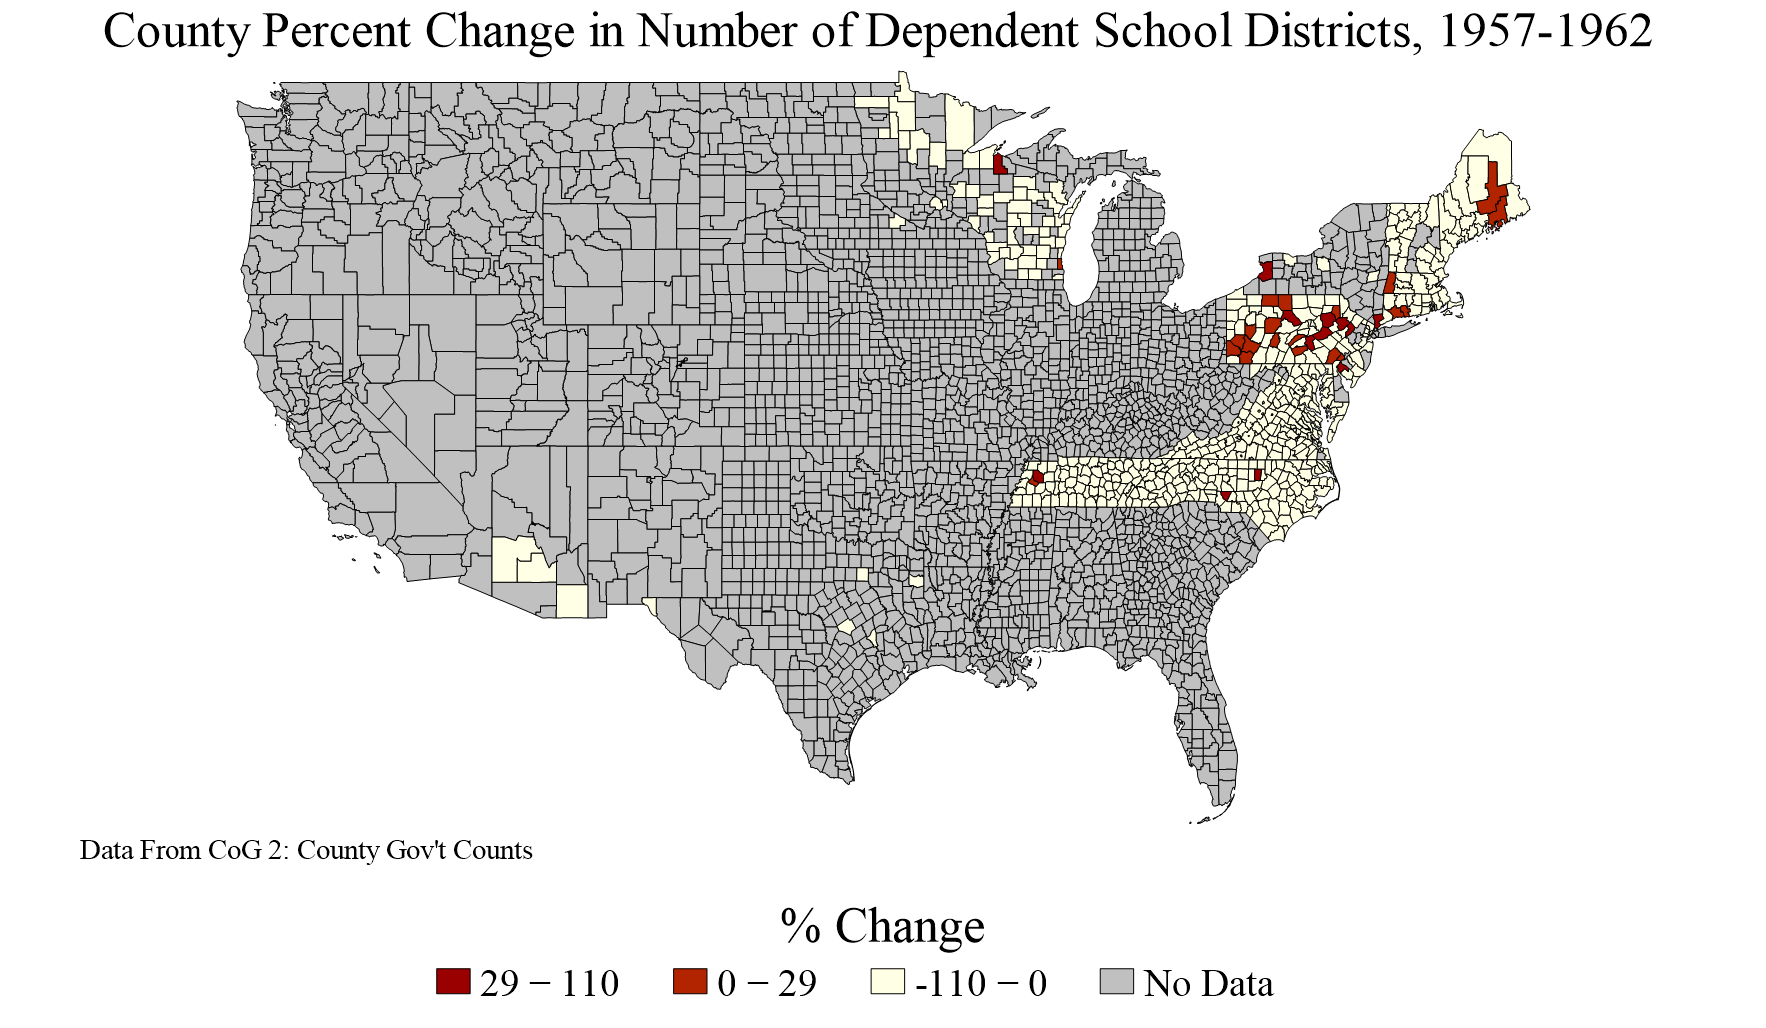 County Percent Change in Number of Dependent School Districts, 1957-1962
Data From CoG 2: County Gov't Counts
% Change
29 − 110 0 − 29 -110 − 0 No Data